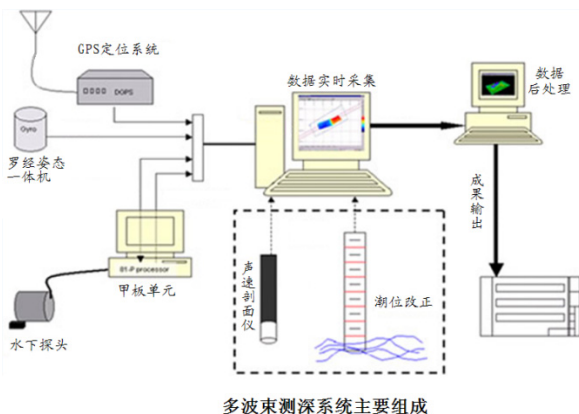 GPS定位系统
DGPS
数据实时采集
数据
后处理
Gyro
罗经姿态
一体机
成果输出
81-P processor
甲板单元
声速剖面仪
潮位改正
水下探头
多波束测深系统主要组成